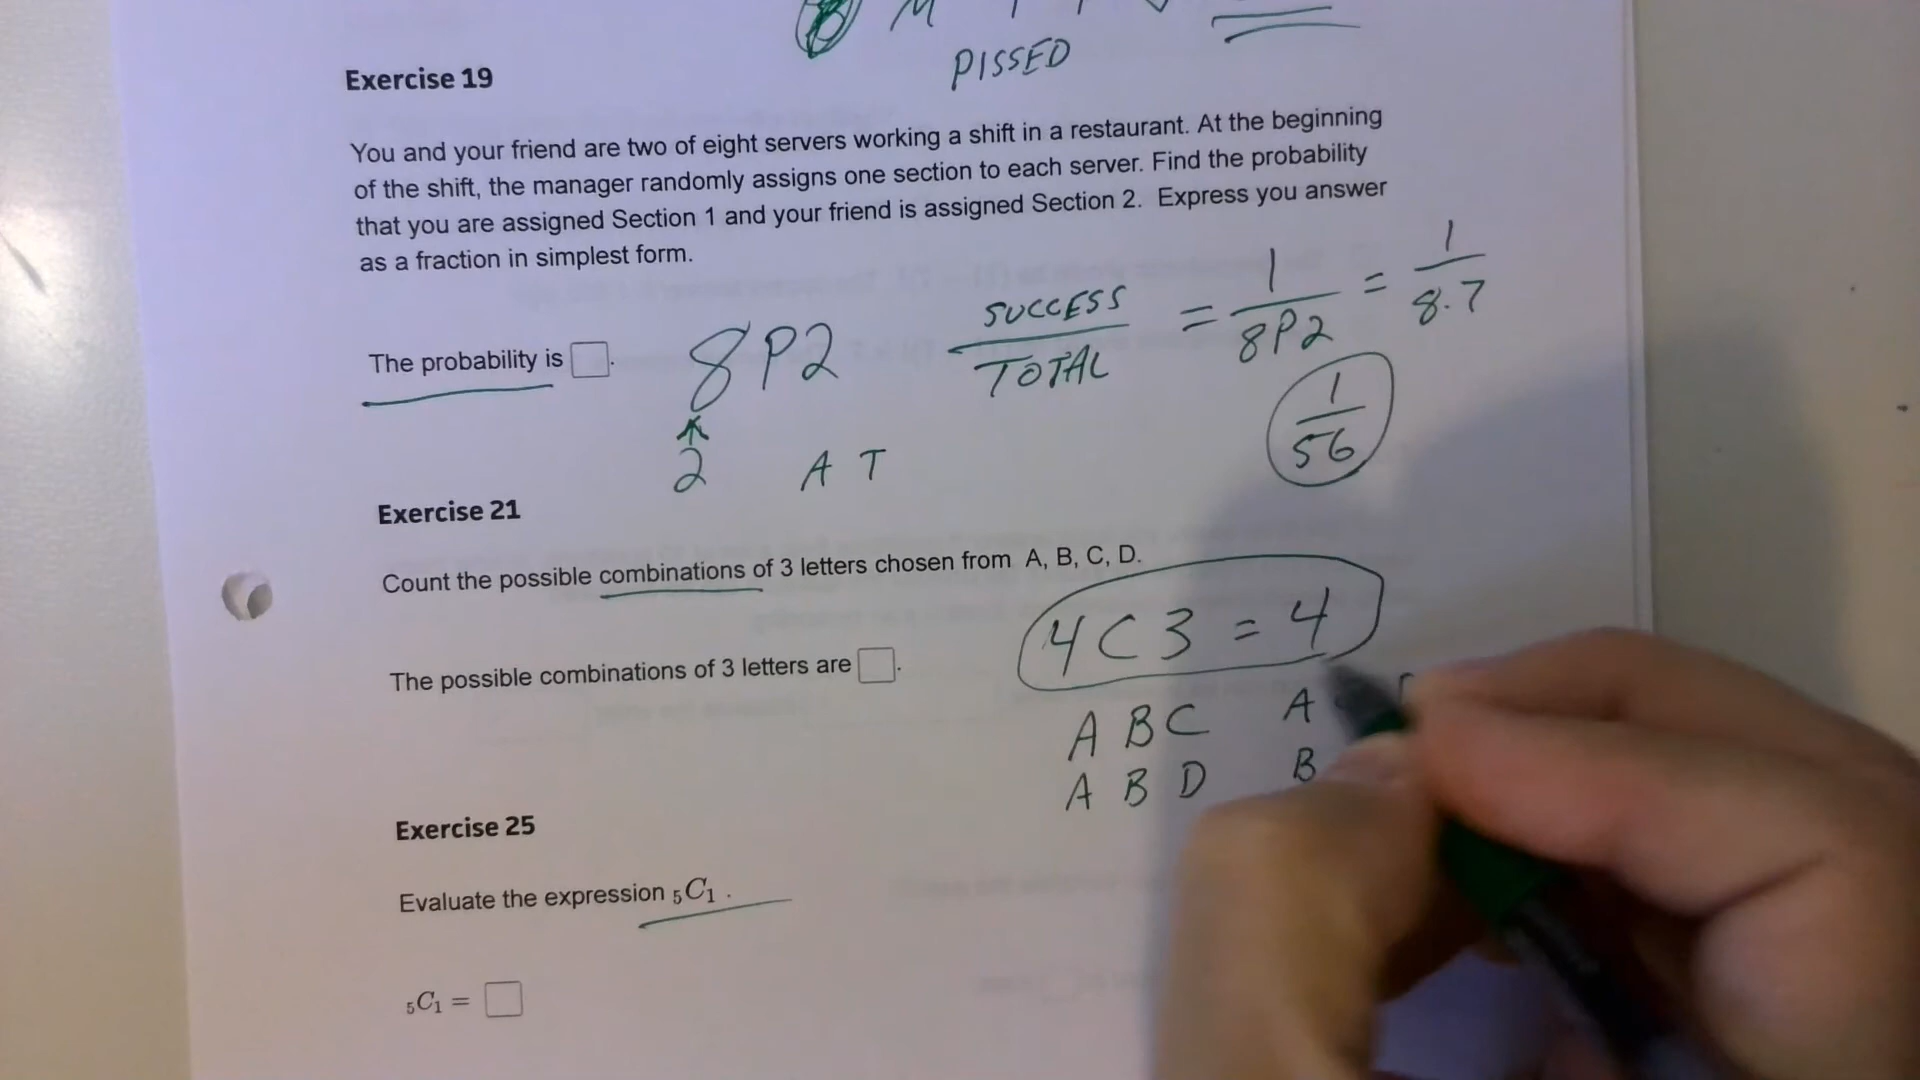 PISSED
Exercise 19
You and your friend are two of eight servers working a shift in a restaurant. At the beginning
of the shift, the manager randomly assigns one section to each server. Find the probability
that you are assigned Section 1 and your friend is assigned Section 2. Express you answer
as a fraction in simplest form.
The probability is □.
8P2
SUCCESS / TOTAL = 1 / 8P2 = 1 / 8.7
1 / 56
2 A T
Exercise 21
Count the possible combinations of 3 letters chosen from A, B, C, D.
4C3 = 4
The possible combinations of 3 letters are □.
A B C A
A B D B
Exercise 25
Evaluate the expression ₅C₁ .
₅C₁ = □